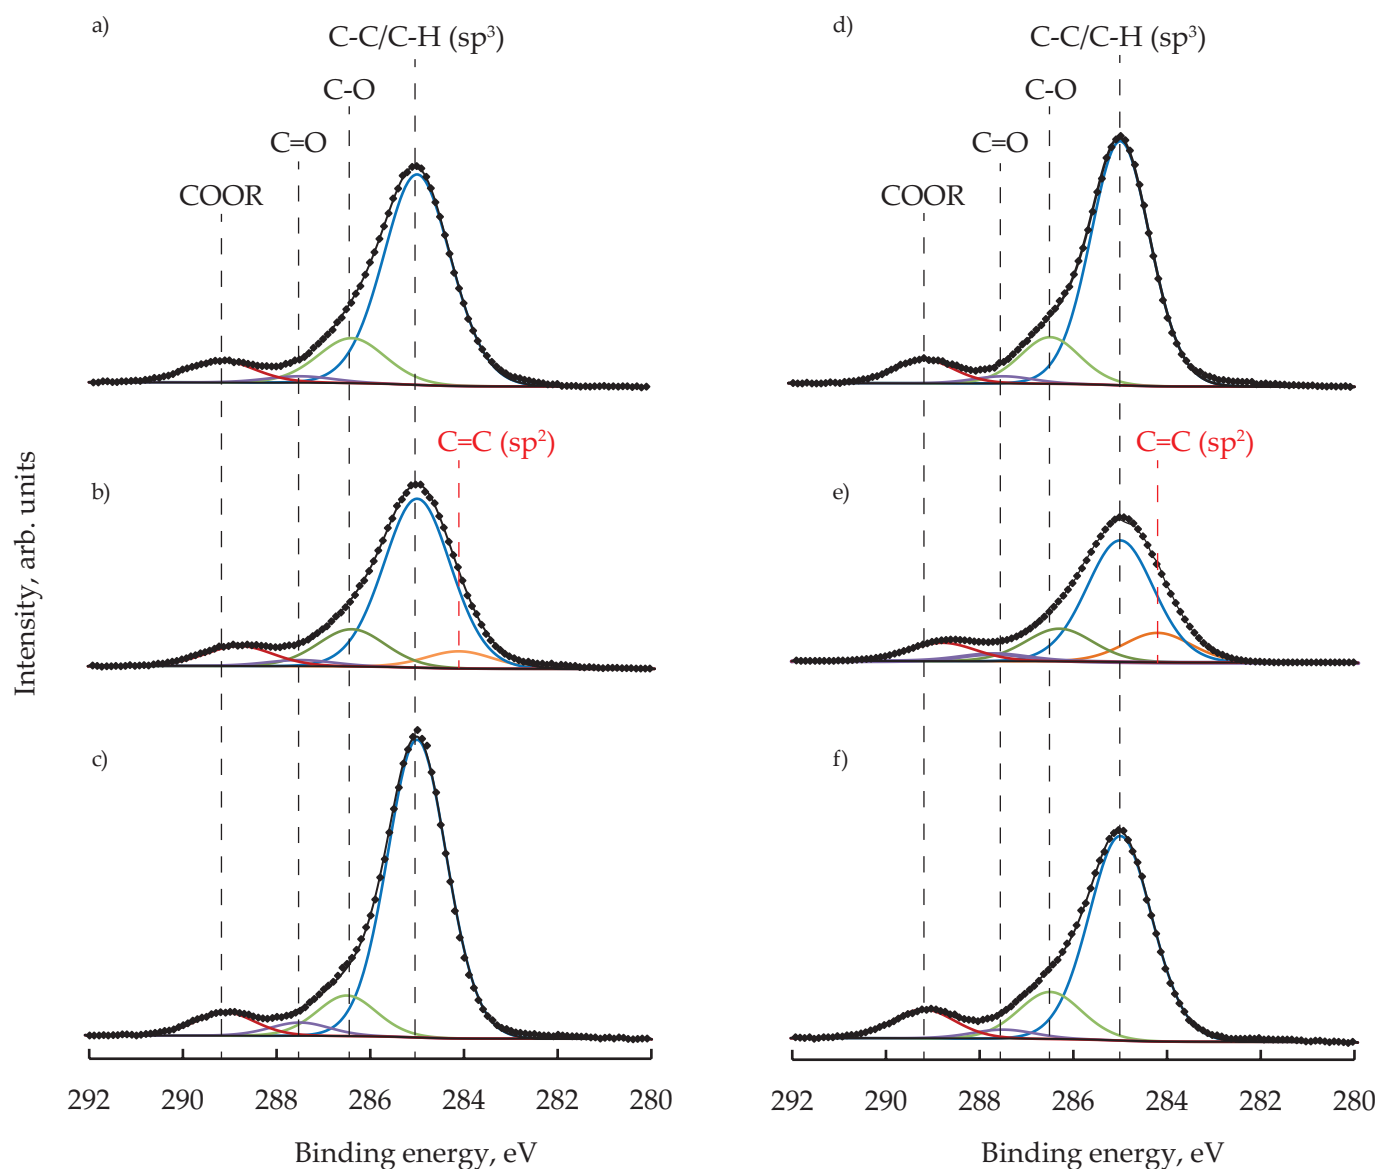 a)
C-C/C-H (sp³)
C-O
C=O
COOR
d)
C-C/C-H (sp³)
C-O
C=O
COOR
C=C (sp²)
b)
C=C (sp²)
e)
Intensity, arb. units
c)
f)
292 290 288 286 284 282 280
Binding energy, eV
292 290 288 286 284 282 280
Binding energy, eV